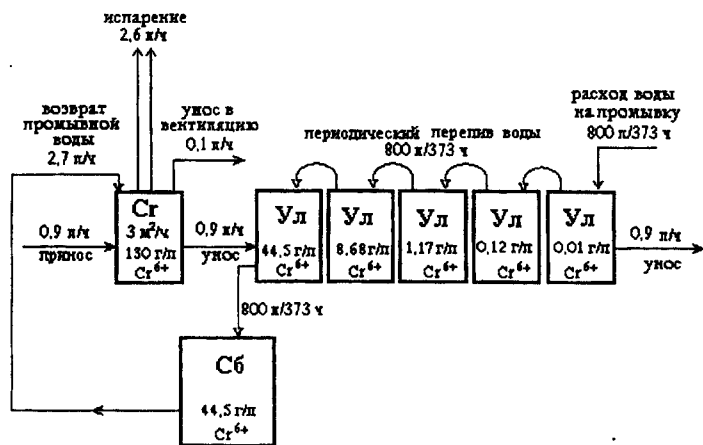 испарение
2,6 л/ч
возврат
промывной
воды
2,7 л/ч
унос в
вентиляцию
0,1 л/ч
периодический перелив воды
800 л/373 ч
расход воды
на промывку
800 л/373 ч
0,9 л/ч
принос
Cr
3 м²/ч
130 г/л
Cr⁶⁺
0,9 л/ч
унос
Ул
44,5 г/л
Cr⁶⁺
Ул
8.68 г/л
Cr⁶⁺
Ул
1,17 г/л
Cr⁶⁺
Ул
0,12 г/л
Cr⁶⁺
Ул
0,01 г/л
Cr⁶⁺
0,9 л/ч
унос
800 л/373 ч
Сб
44,5 г/л
Cr⁶⁺